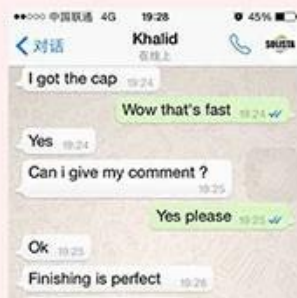 中国联通 4G 19:28 45%
对话 Khalid SOLISTA
在线上
I got the cap 19:24
Wow that's fast 19:24
Yes 19:24
Can i give my comment ?
19:25
Yes please 19:25
Ok 19:25
Finishing is perfect 19:26